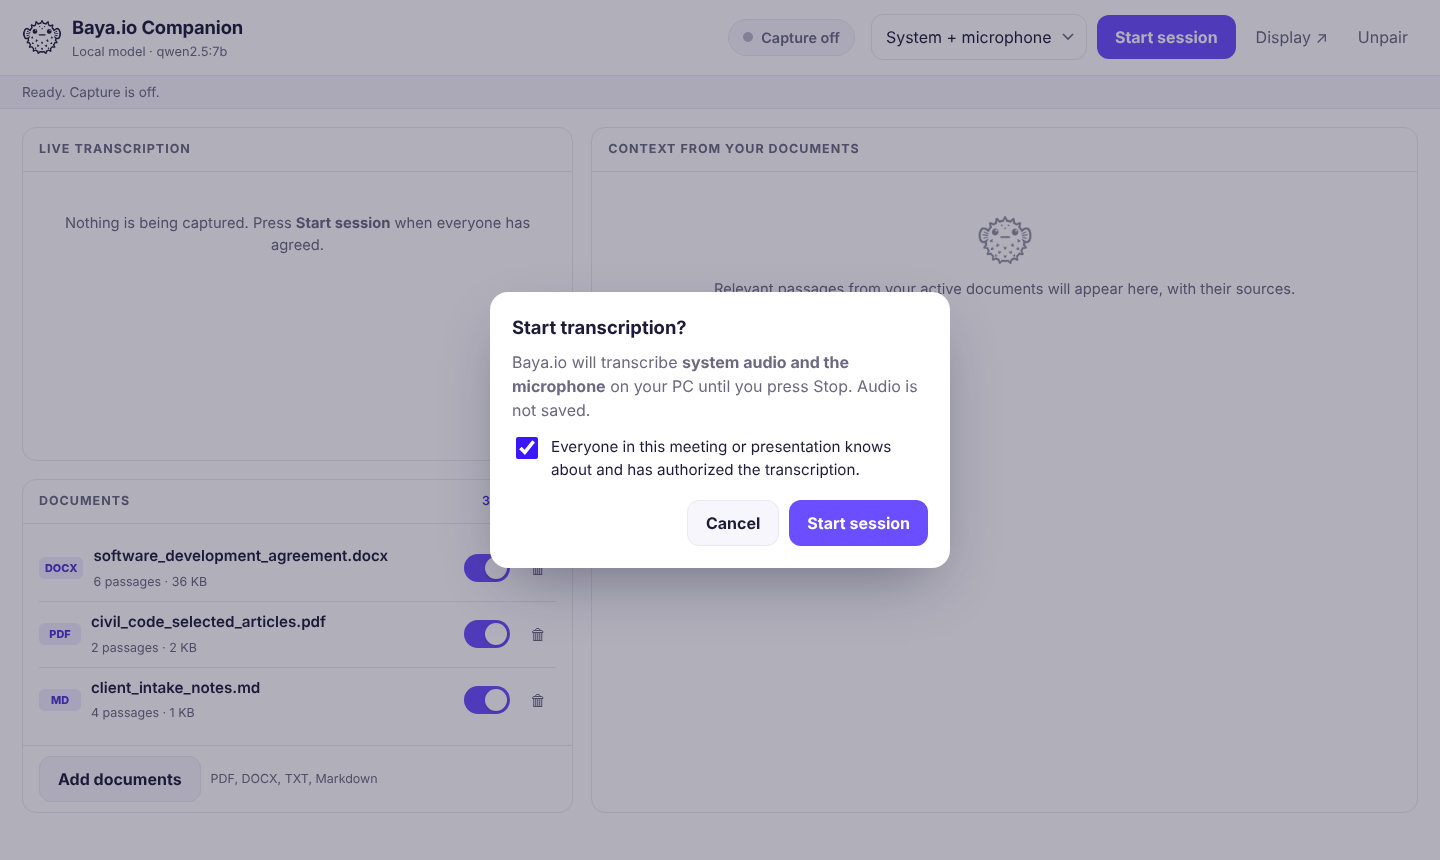 Baya.io Companion
Local model · qwen2.5:7b
Capture off
System + microphone
Start session
Display ↗
Unpair
Ready. Capture is off.
LIVE TRANSCRIPTION
Nothing is being captured. Press Start session when everyone has
agreed.
CONTEXT FROM YOUR DOCUMENTS
Relevant passages from your active documents will appear here, with their sources.
Start transcription?
Baya.io will transcribe system audio and the
microphone on your PC until you press Stop. Audio is
not saved.
Everyone in this meeting or presentation knows
about and has authorized the transcription.
Cancel
Start session
DOCUMENTS
3
DOCX
software_development_agreement.docx
6 passages · 36 KB
PDF
civil_code_selected_articles.pdf
2 passages · 2 KB
MD
client_intake_notes.md
4 passages · 1 KB
Add documents
PDF, DOCX, TXT, Markdown